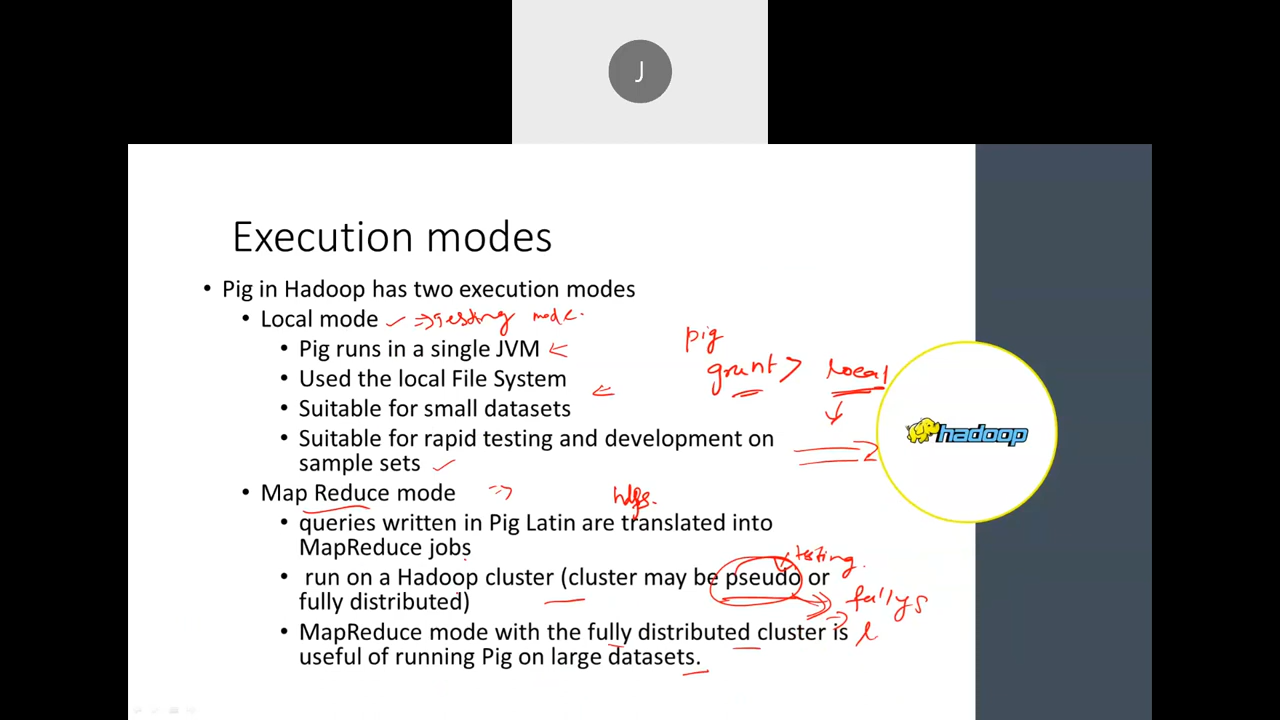 J
Execution modes
• Pig in Hadoop has two execution modes
• Local mode ⇒ Testing mode.
• Pig runs in a single JVM
pig
• Used the local File System
grunt> local
• Suitable for small datasets
• Suitable for rapid testing and development on
sample sets
hadoop
• Map Reduce mode
hdfs.
• queries written in Pig Latin are translated into
MapReduce jobs
testing.
• run on a Hadoop cluster (cluster may be pseudo or
fully distributed)
• MapReduce mode with the fully distributed cluster is
useful of running Pig on large datasets.